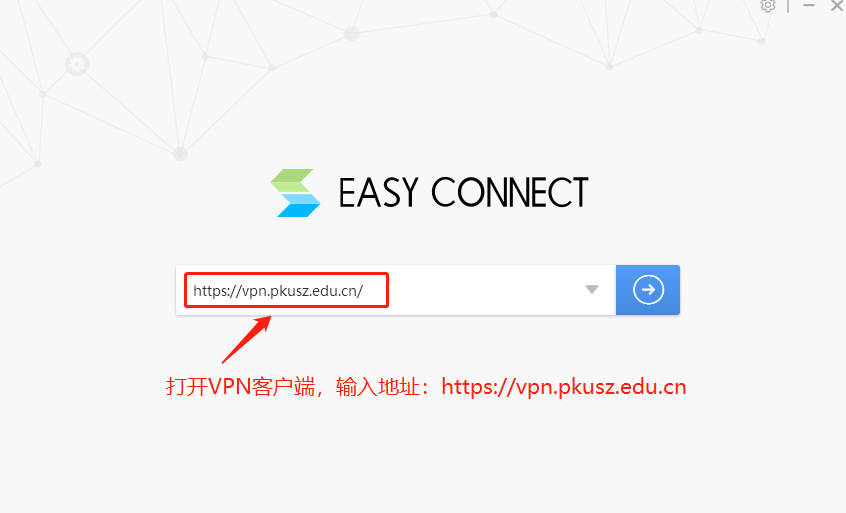 EASY CONNECT
https://vpn.pkusz.edu.cn/
打开VPN客户端，输入地址：https://vpn.pkusz.edu.cn